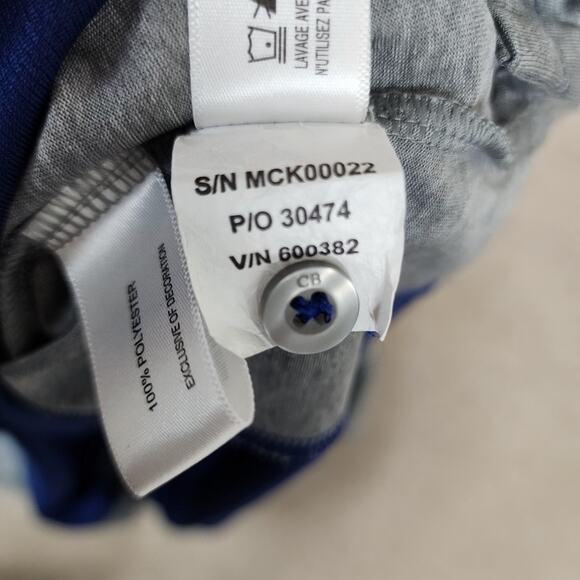 LAVAGE AVE
N'UTILISEZ PA
S/N MCK00022
P/O 30474
V/N 600382
CB
100% POLYESTER
EXCLUSIVE OF DECORATION